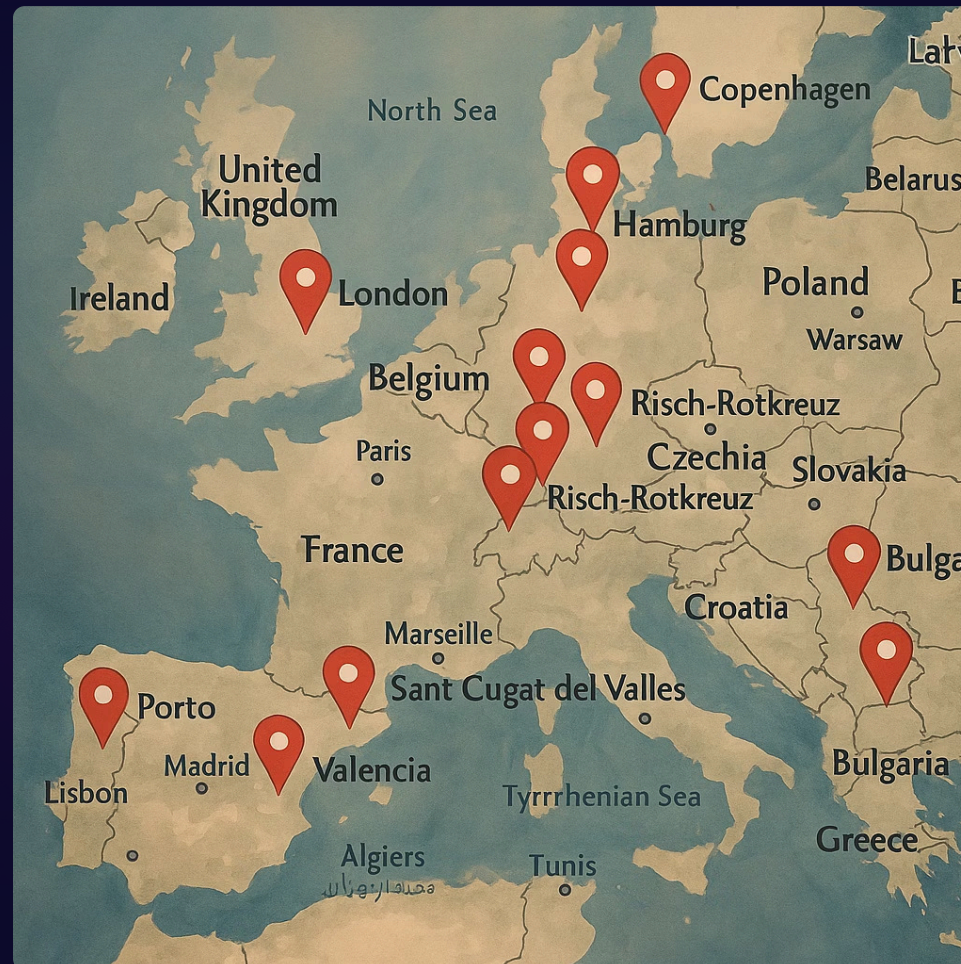 Latv
North Sea
Copenhagen
United
Kingdom
Belarus
Hamburg
Poland
London
Ireland
E
Warsaw
Belgium
Risch-Rotkreuz
Paris
Czechia
Slovakia
Risch-Rotkreuz
France
Bulga
Croatia
Marseille
Sant Cugat del Valles
Porto
Bulgaria
Madrid
Valencia
Lisbon
Tyrrrhenian Sea
Greece
Algiers
Tunis